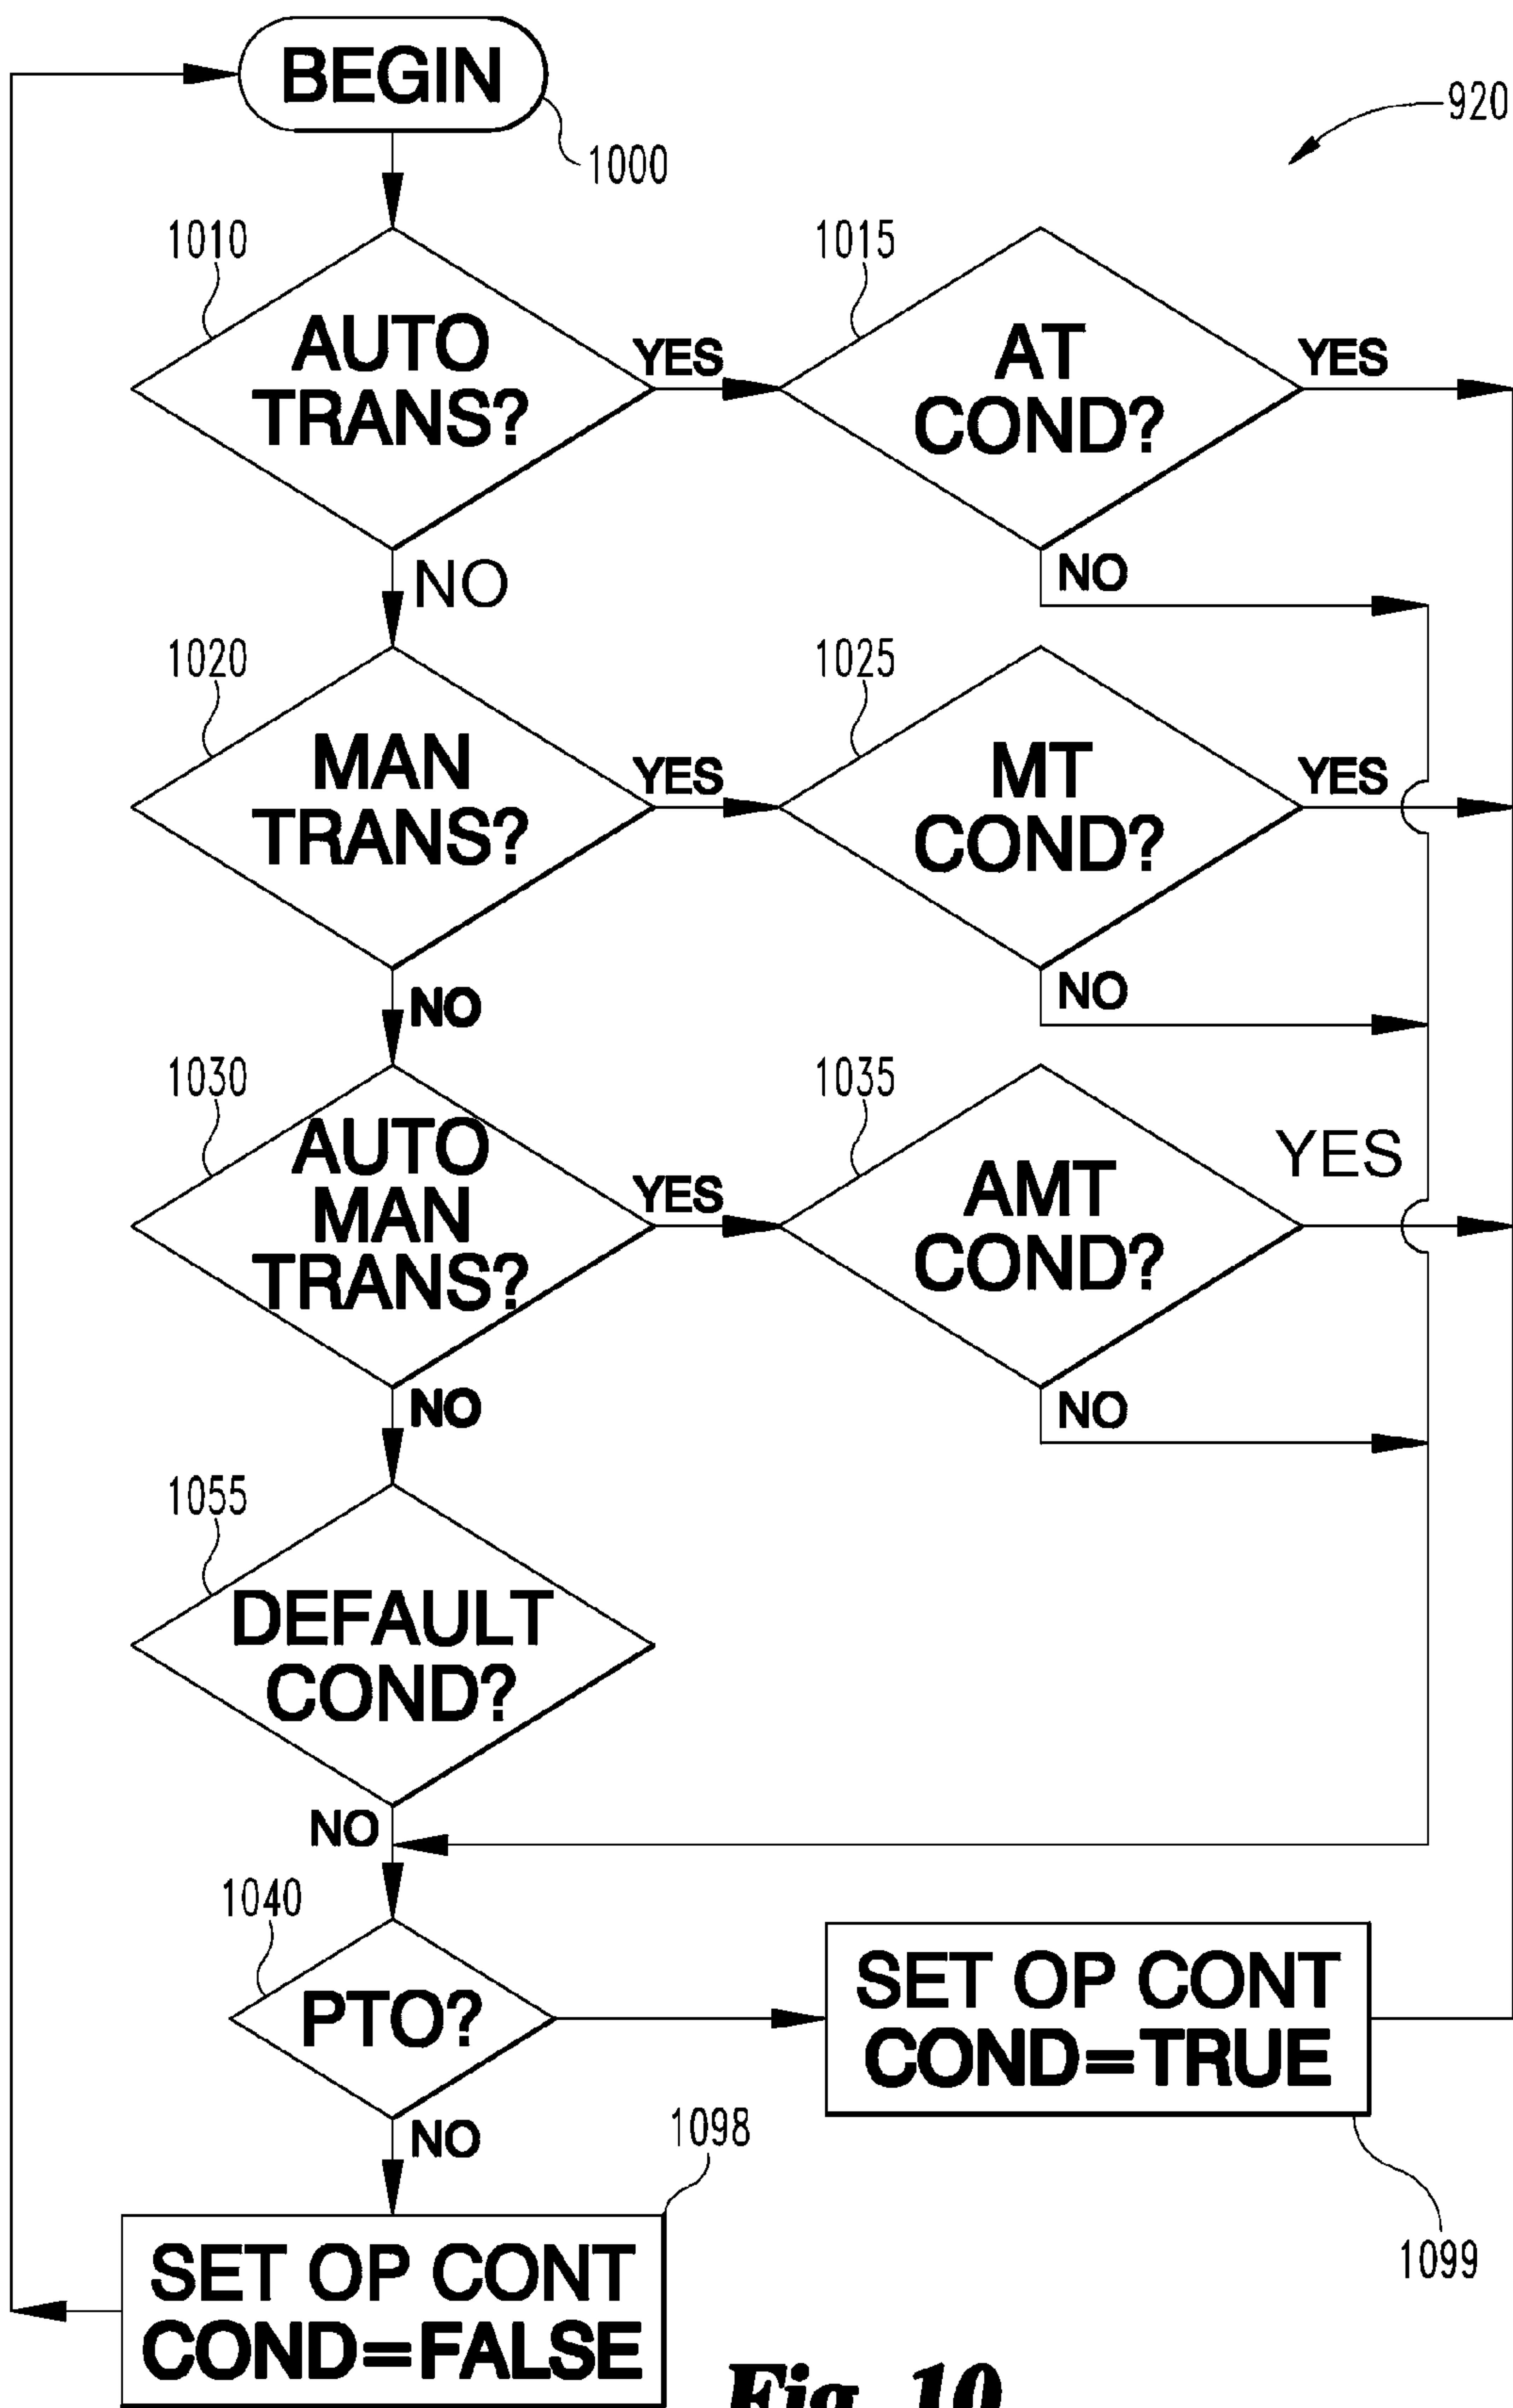 BEGIN
920
1000
1010
1015
AUTO
TRANS?
YES
AT
COND?
YES
NO
NO
1020
1025
MAN
TRANS?
YES
MT
COND?
YES
NO
NO
1030
1035
AUTO
MAN
TRANS?
YES
AMT
COND?
YES
NO
NO
1055
DEFAULT
COND?
NO
1040
PTO?
SET OP CONT
COND=TRUE
NO
1098
1099
SET OP CONT
COND=FALSE
Fig. 10